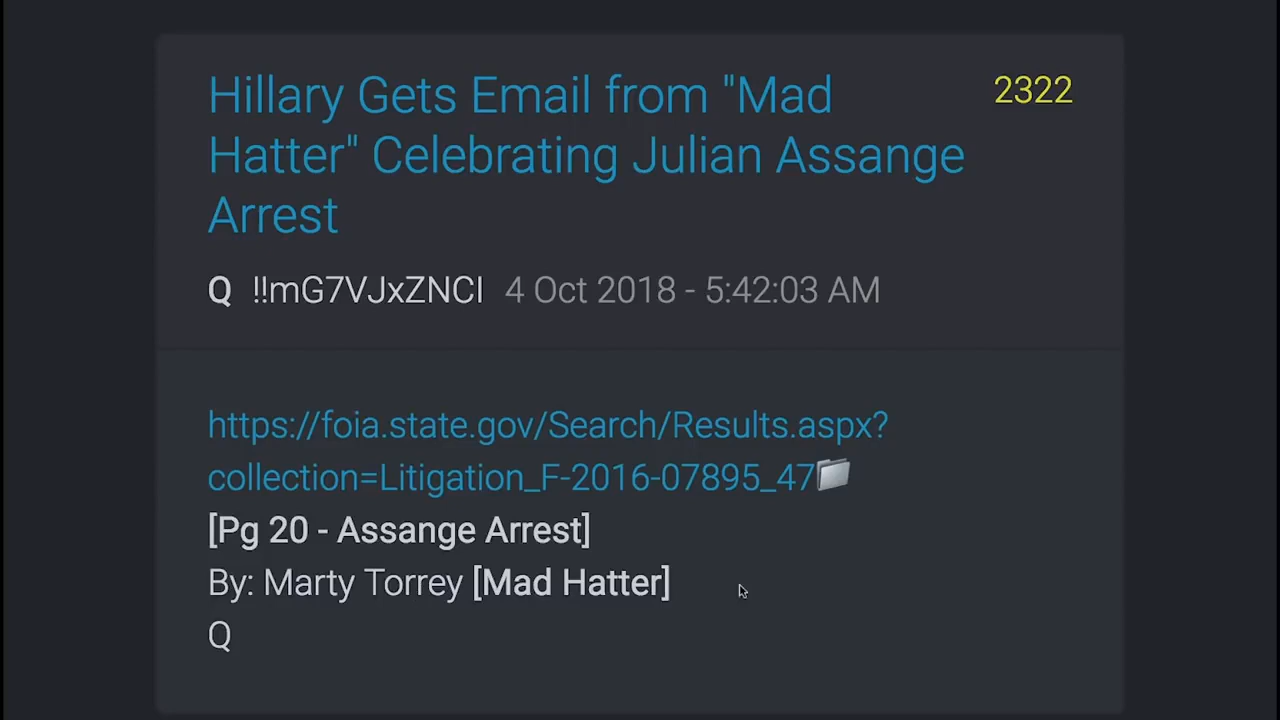 Hillary Gets Email from "Mad
2322
Hatter" Celebrating Julian Assange
Arrest
Q !!mG7VJxZNCI 4 Oct 2018 - 5:42:03 AM
https://foia.state.gov/Search/Results.aspx?
collection=Litigation_F-2016-07895_47
[Pg 20 - Assange Arrest]
By: Marty Torrey [Mad Hatter]
Q